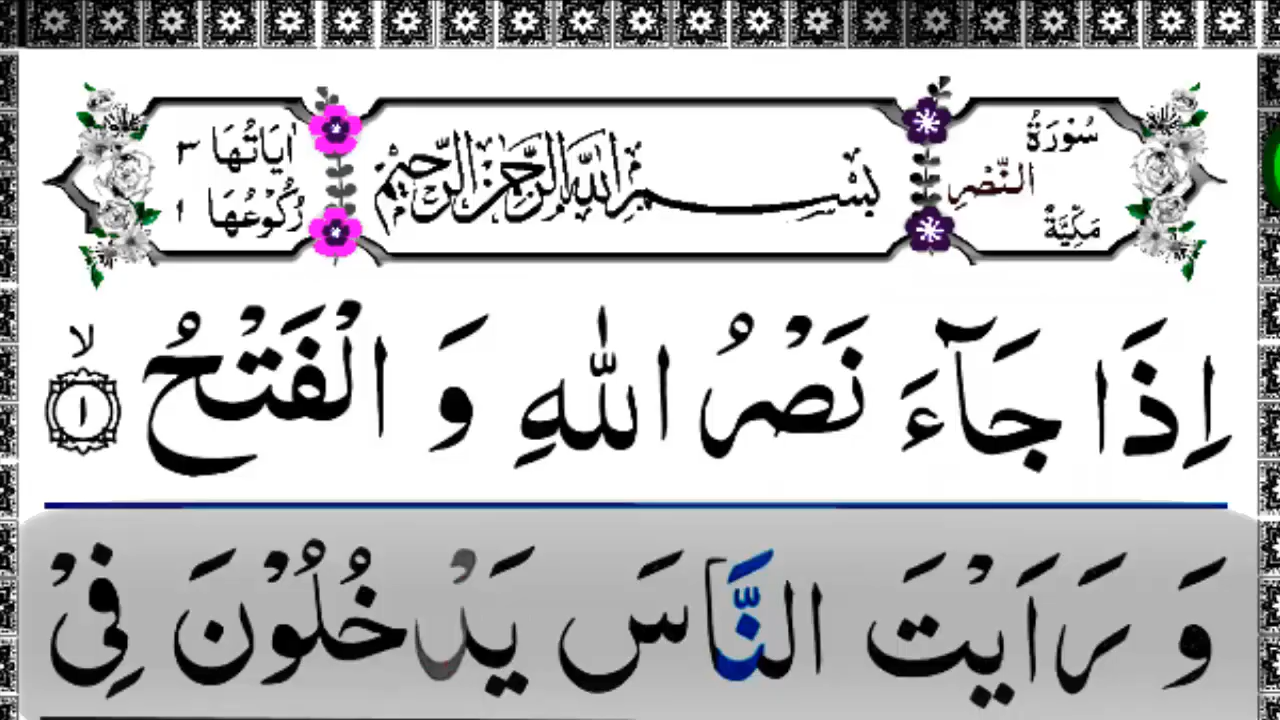 سُوْرَةُ النَّصْرِ مَكِّيَّةٌ
بِسْمِ اللّٰهِ الرَّحْمٰنِ الرَّحِيْمِ
اٰيَاتُهَا ٣
رُكُوْعُهَا ١
اِذَا جَآءَ نَصْرُ اللّٰهِ وَ الْفَتْحُ ۙ ١
وَ رَاَيْتَ النَّاسَ يَدْخُلُوْنَ فِیْ